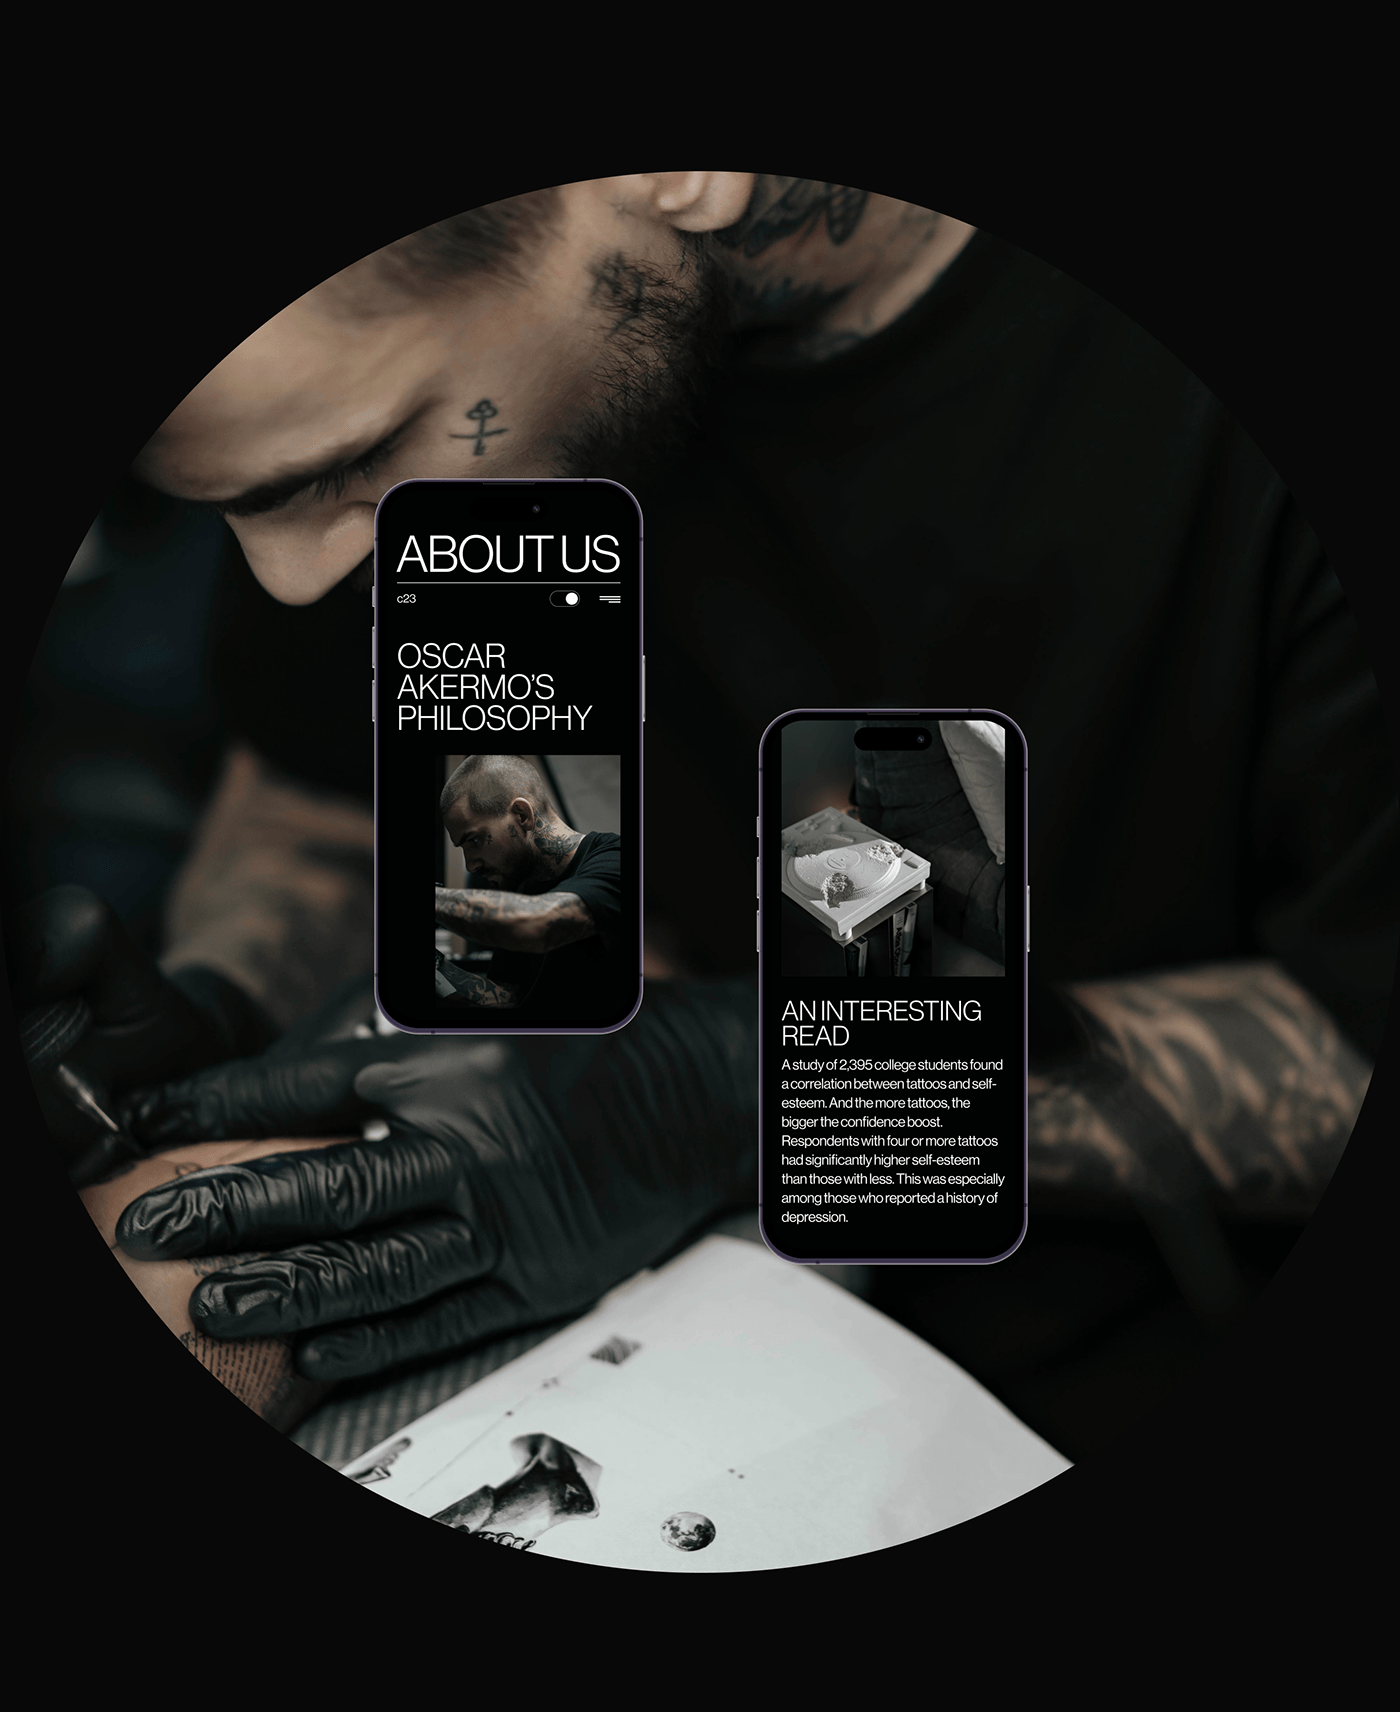 ABOUT US
c23
OSCAR
AKERMO'S
PHILOSOPHY
AN INTERESTING
READ
A study of 2,395 college students found
a correlation between tattoos and self-
esteem. And the more tattoos, the
bigger the confidence boost.
Respondents with four or more tattoos
had significantly higher self-esteem
than those with less. This was especially
among those who reported a history of
depression.